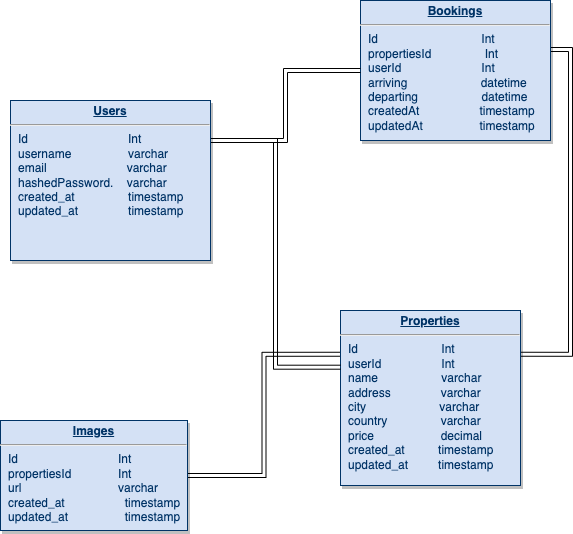 Bookings
Id Int
propertiesId Int
userId Int
arriving datetime
departing datetime
createdAt timestamp
updatedAt timestamp
Users
Id Int
username varchar
email varchar
hashedPassword. varchar
created_at timestamp
updated_at timestamp
Properties
Id Int
userId Int
name varchar
address varchar
city varchar
country varchar
price decimal
created_at timestamp
updated_at timestamp
Images
Id Int
propertiesId Int
url varchar
created_at timestamp
updated_at timestamp